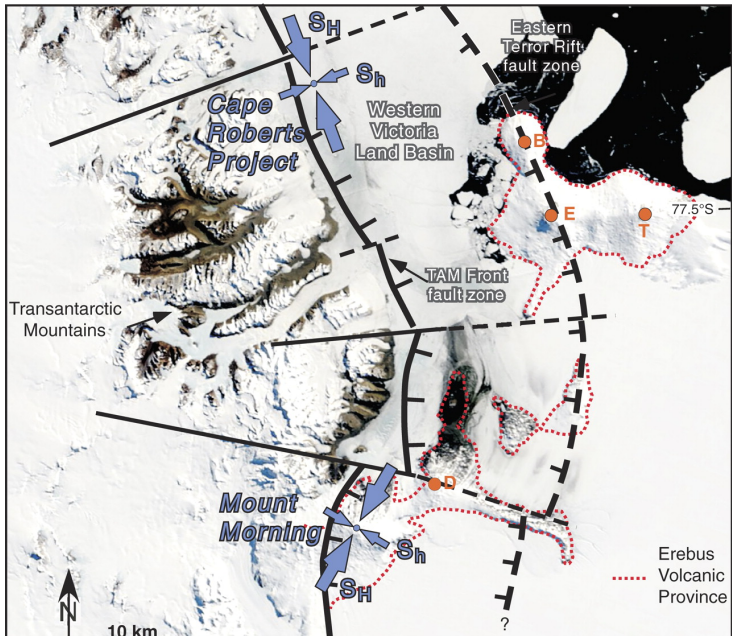 SH
Sh
Cape
Roberts
Project
Western
Victoria
Land Basin
Eastern
Terror Rift
fault zone
B
E
T
77.5°S
TAM Front
fault zone
Transantarctic
Mountains
D
Mount
Morning
Sh
SH
Erebus
Volcanic
Province
N
10 km
?